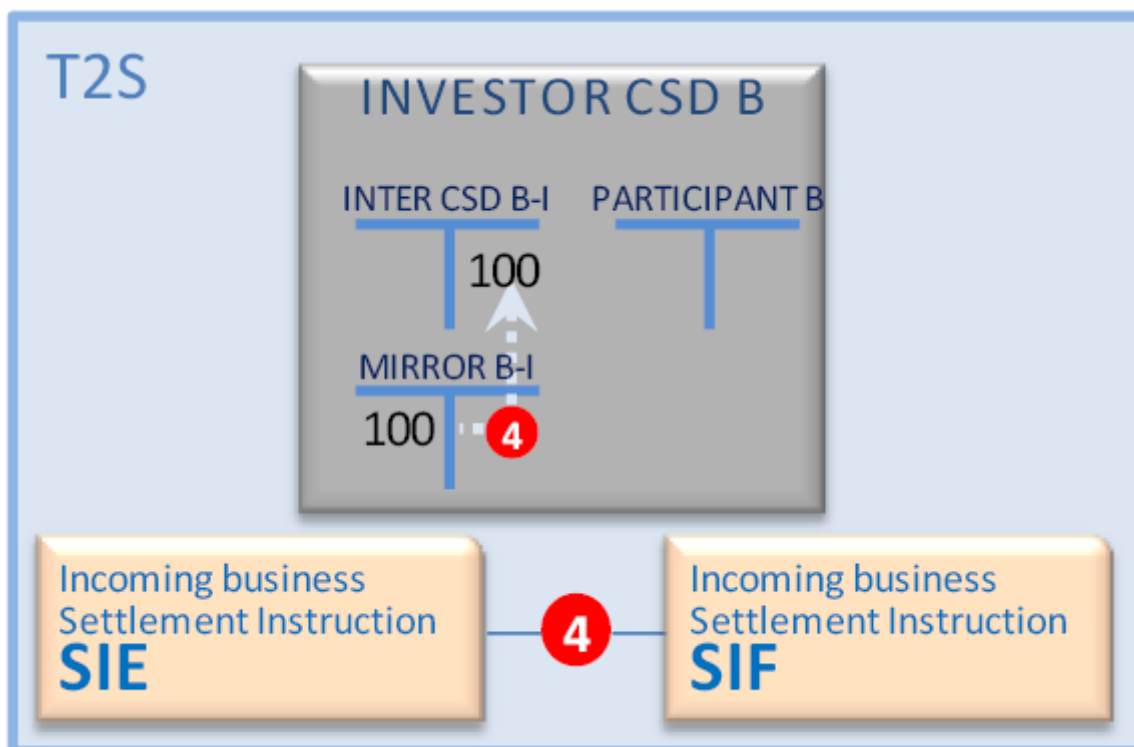 T2S
INVESTOR CSD B
INTER CSD B-I
PARTICIPANT B
100
MIRROR B-I
100
4
Incoming business
Settlement Instruction
SIE
4
Incoming business
Settlement Instruction
SIF